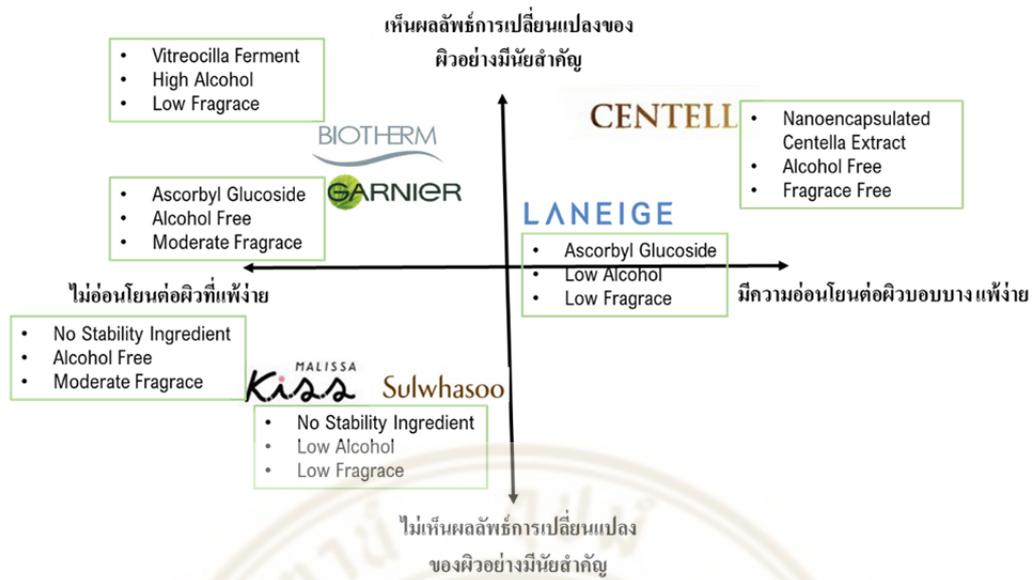 เห็นผลลัพธ์การเปลี่ยนแปลงของ
ผิวอย่างมีนัยสำคัญ
• Vitreocilla Ferment
• High Alcohol
• Low Fragrace
BIOTHERM
CENTELL
• Nanoencapsulated
Centella Extract
• Alcohol Free
• Fragrace Free
• Ascorbyl Glucoside
• Alcohol Free
• Moderate Fragrace
GARNIER
LANEIGE
• Ascorbyl Glucoside
• Low Alcohol
• Low Fragrace
ไม่อ่อนโยนต่อผิวที่แพ้ง่าย
มีความอ่อนโยนต่อผิวบอบบาง แพ้ง่าย
• No Stability Ingredient
• Alcohol Free
• Moderate Fragrace
MALISSA
Kiss
Sulwhasoo
• No Stability Ingredient
• Low Alcohol
• Low Fragrace
ไม่เห็นผลลัพธ์การเปลี่ยนแปลง
ของผิวอย่างมีนัยสำคัญ